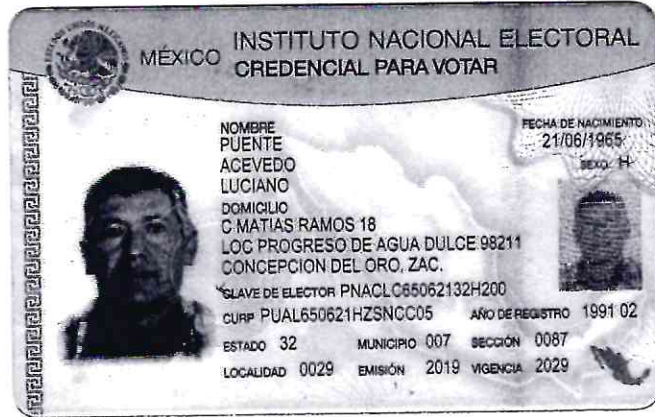 MÉXICO INSTITUTO NACIONAL ELECTORAL
CREDENCIAL PARA VOTAR
NOMBRE
PUENTE
ACEVEDO
LUCIANO
FECHA DE NACIMIENTO
21/06/1965
SEXO H
DOMICILIO
C MATIAS RAMOS 18
LOC PROGRESO DE AGUA DULCE 98211
CONCEPCION DEL ORO, ZAC.
CLAVE DE ELECTOR PNACLC65062132H200
CURP PUAL650621HZSNCC05 AÑO DE REGISTRO 1991 02
ESTADO 32 MUNICIPIO 007 SECCIÓN 0087
LOCALIDAD 0029 EMISIÓN 2019 VIGENCIA 2029